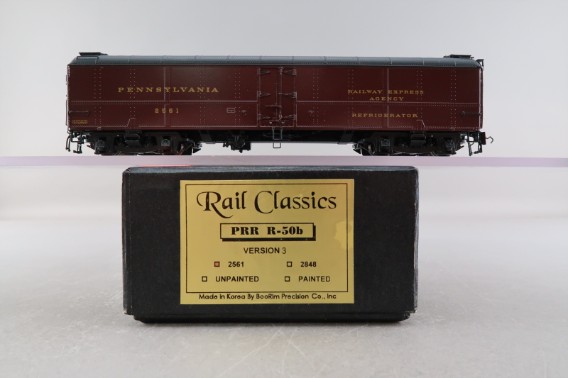 PENNSYLVANIA
2561
RAILWAY EXPRESS
AGENCY
REFRIGERATOR
Rail Classics
PRR R-50b
VERSION 3
2561 2648
UNPAINTED PAINTED
Made In Korea By BooRim Precision Co., Inc